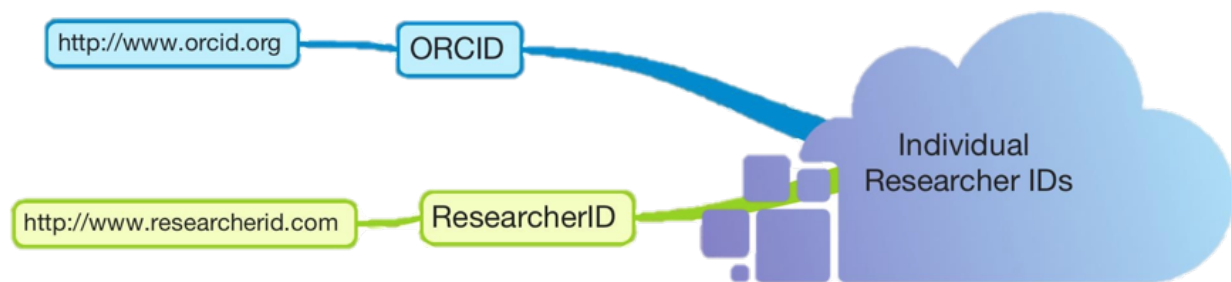 http://www.orcid.org
ORCID
Individual
Researcher IDs
http://www.researcherid.com
ResearcherID